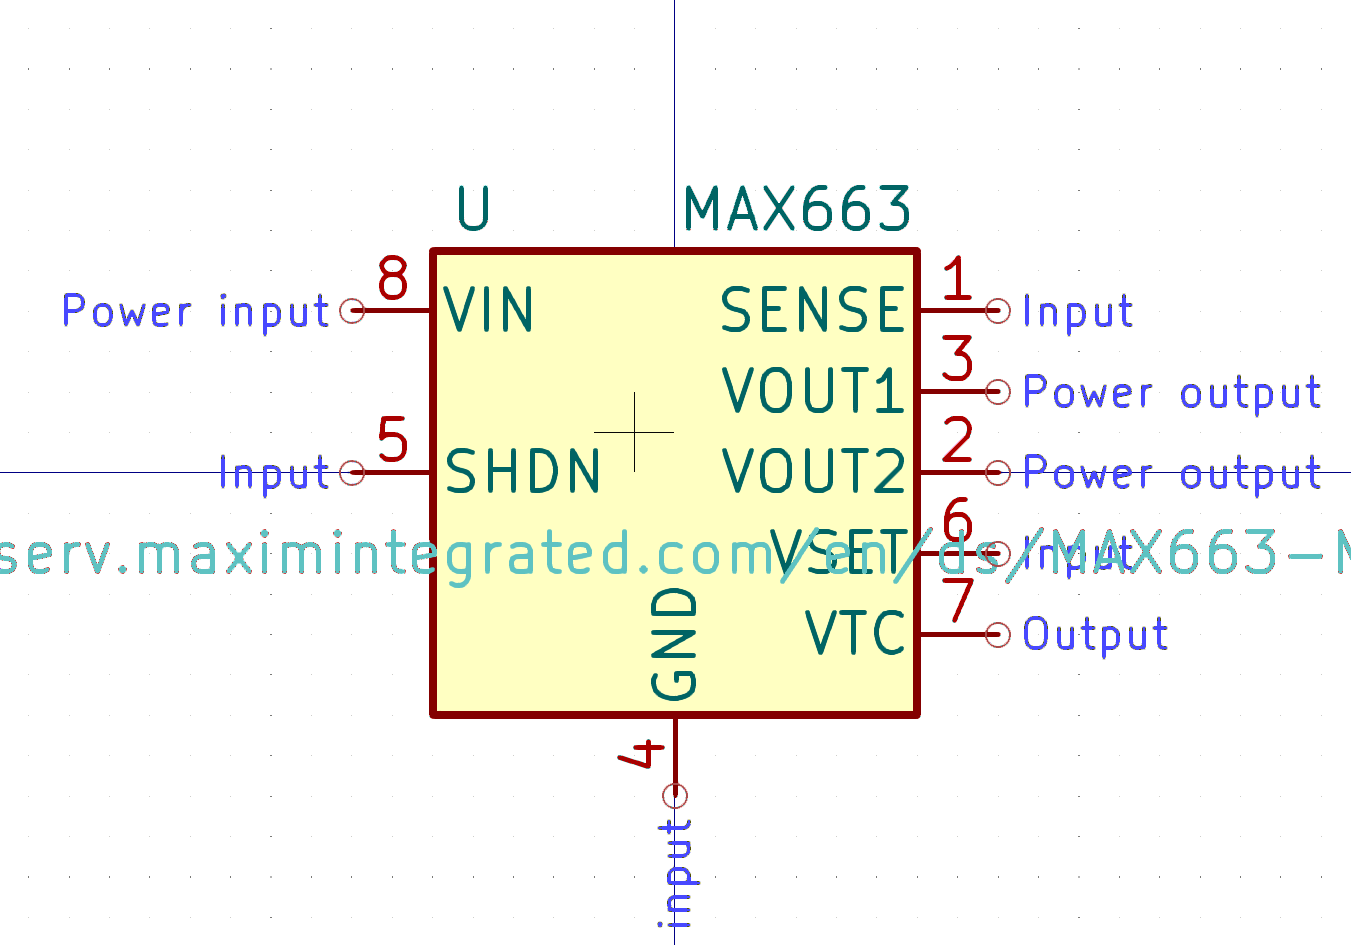 U MAX663
8 1
Power input VIN SENSE Input
3
VOUT1 Power output
5 2
Input SHDN VOUT2 Power output
6
VSET Input
serv.maximintegrated.com/en/ds/MAX663-M
7
VTC Output
GND
4
input